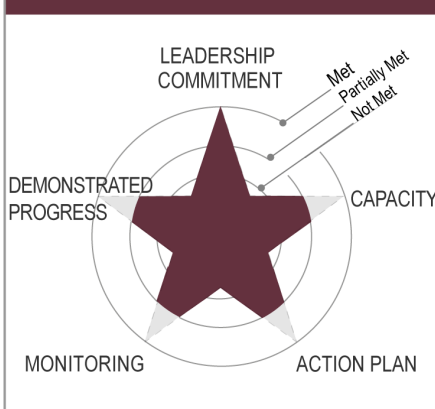 LEADERSHIP
COMMITMENT
Met
Partially Met
Not Met
DEMONSTRATED
PROGRESS
CAPACITY
MONITORING
ACTION PLAN